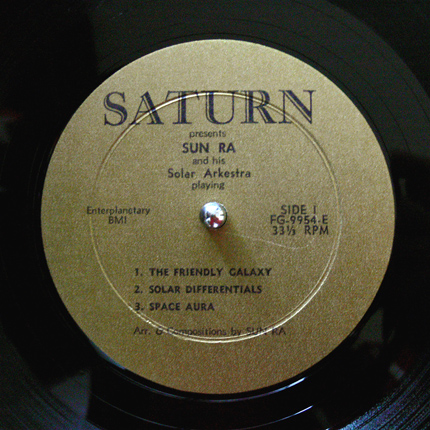 SATURN
presents
SUN RA
and his
Solar Arkestra
playing
Enterplanetary
BMI
SIDE I
FG-9954-E
33⅓ RPM
1. THE FRIENDLY GALAXY
2. SOLAR DIFFERENTIALS
3. SPACE AURA
Arr. & Compositions by SUN RA